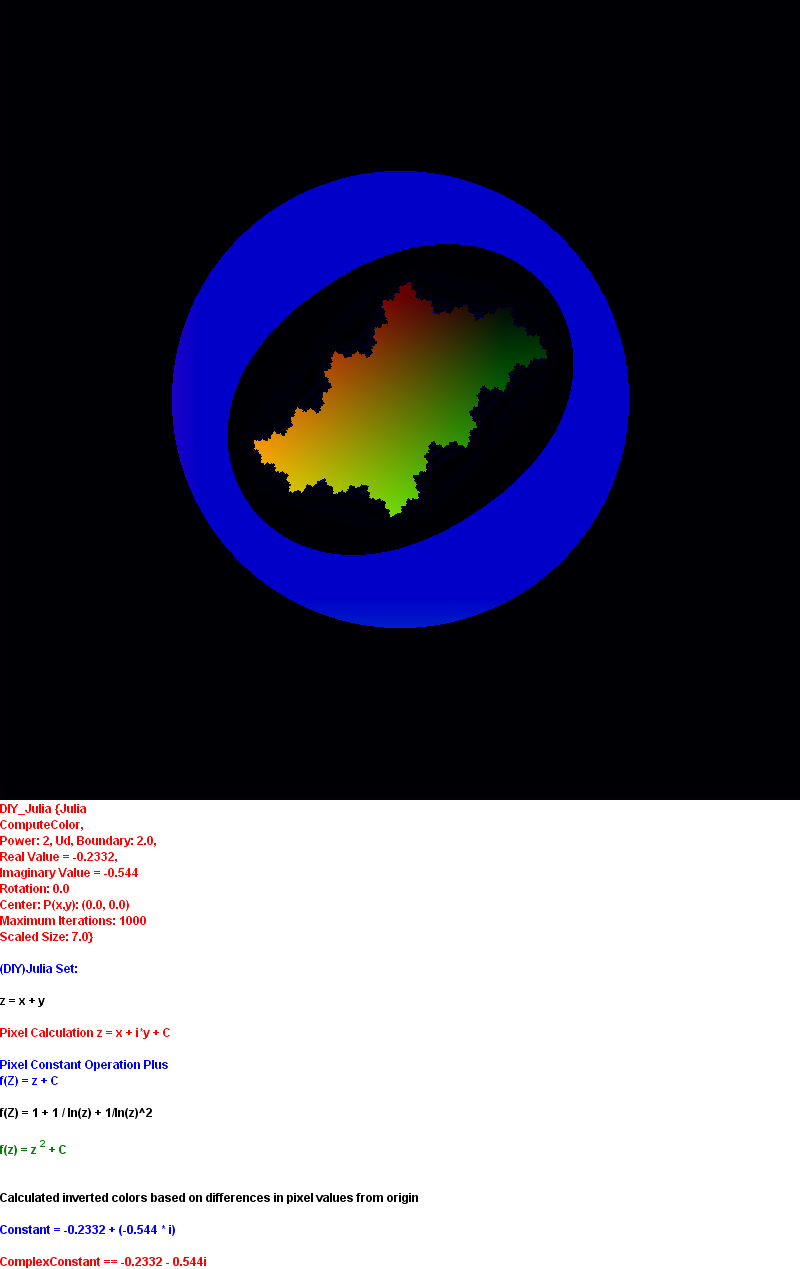 DIY_Julia {Julia
ComputeColor,
Power: 2, Ud, Boundary: 2.0,
Real Value = -0.2332,
Imaginary Value = -0.544
Rotation: 0.0
Center: P(x,y): (0.0, 0.0)
Maximum Iterations: 1000
Scaled Size: 7.0}
(DIY)Julia Set:
z = x + y
Pixel Calculation z = x + i*y + C
Pixel Constant Operation Plus
f(Z) = z + C
f(Z) = 1 + 1 / ln(z) + 1/ln(z)^2
f(z) = z 2 + C
Calculated inverted colors based on differences in pixel values from origin
Constant = -0.2332 + (-0.544 * i)
ComplexConstant == -0.2332 - 0.544i